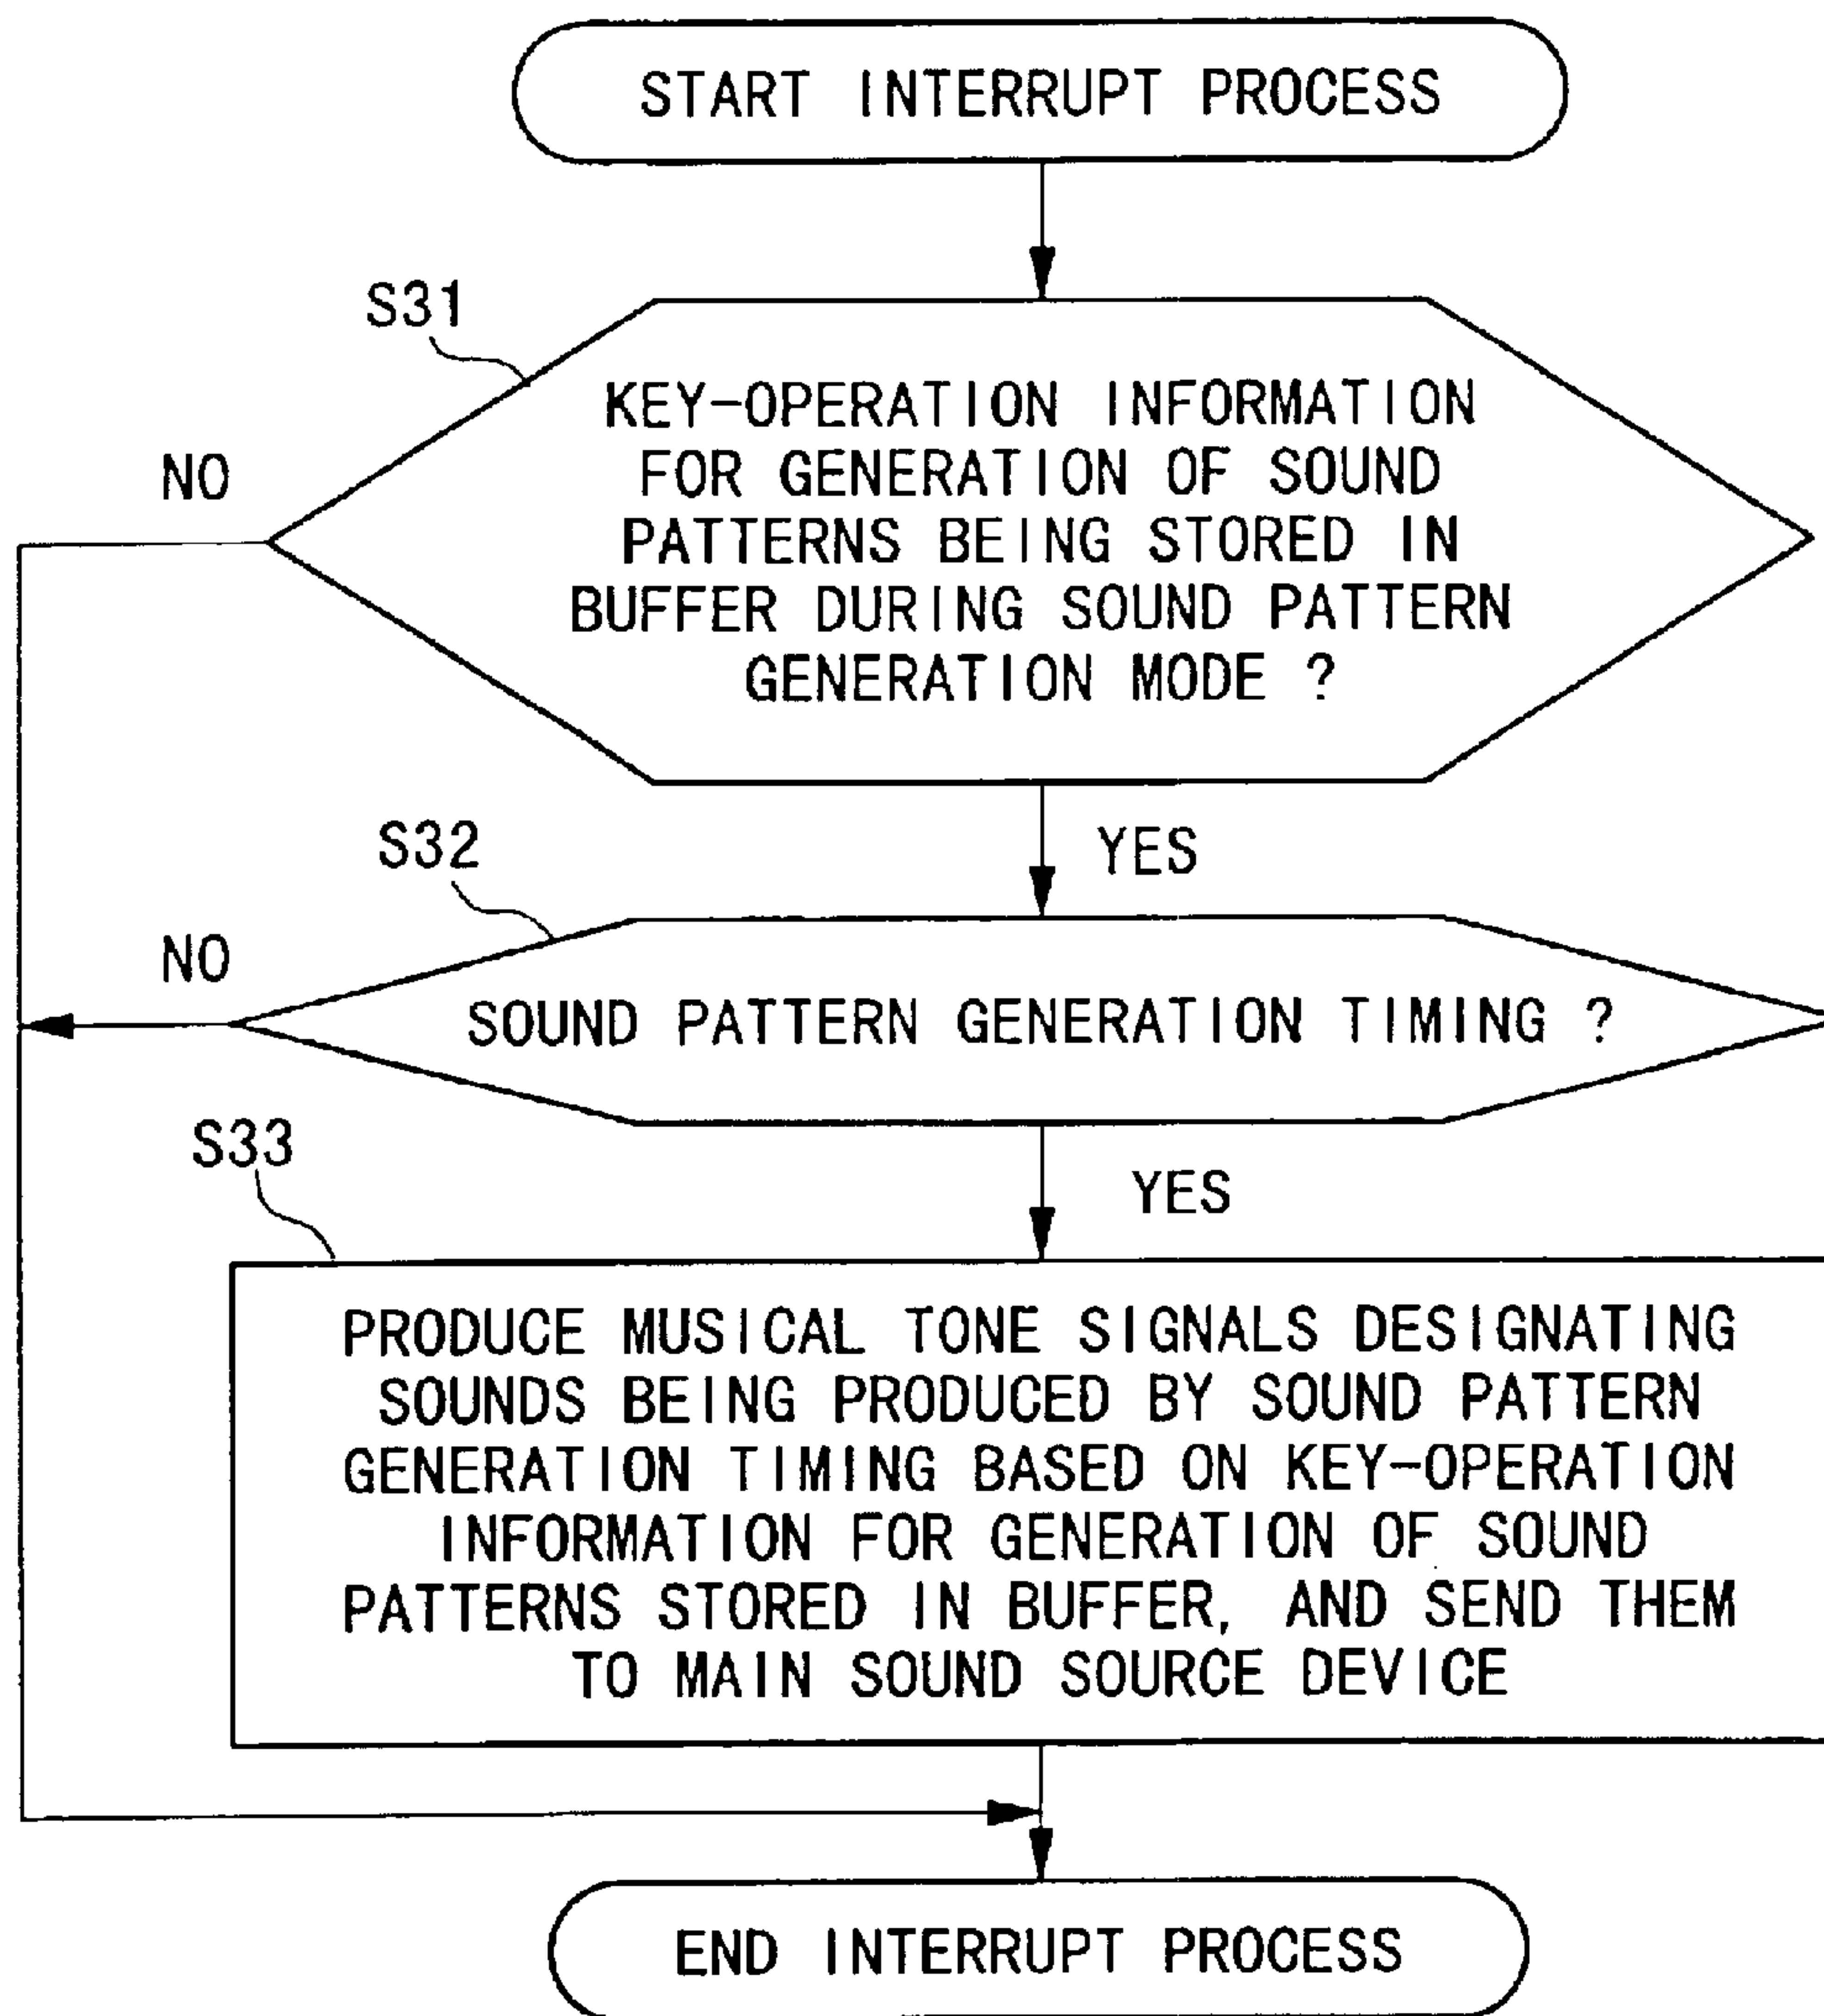 START INTERRUPT PROCESS
S31
KEY-OPERATION INFORMATION
FOR GENERATION OF SOUND
PATTERNS BEING STORED IN
BUFFER DURING SOUND PATTERN
GENERATION MODE ?
NO
YES
S32
NO
SOUND PATTERN GENERATION TIMING ?
YES
S33
PRODUCE MUSICAL TONE SIGNALS DESIGNATING
SOUNDS BEING PRODUCED BY SOUND PATTERN
GENERATION TIMING BASED ON KEY-OPERATION
INFORMATION FOR GENERATION OF SOUND
PATTERNS STORED IN BUFFER, AND SEND THEM
TO MAIN SOUND SOURCE DEVICE
END INTERRUPT PROCESS